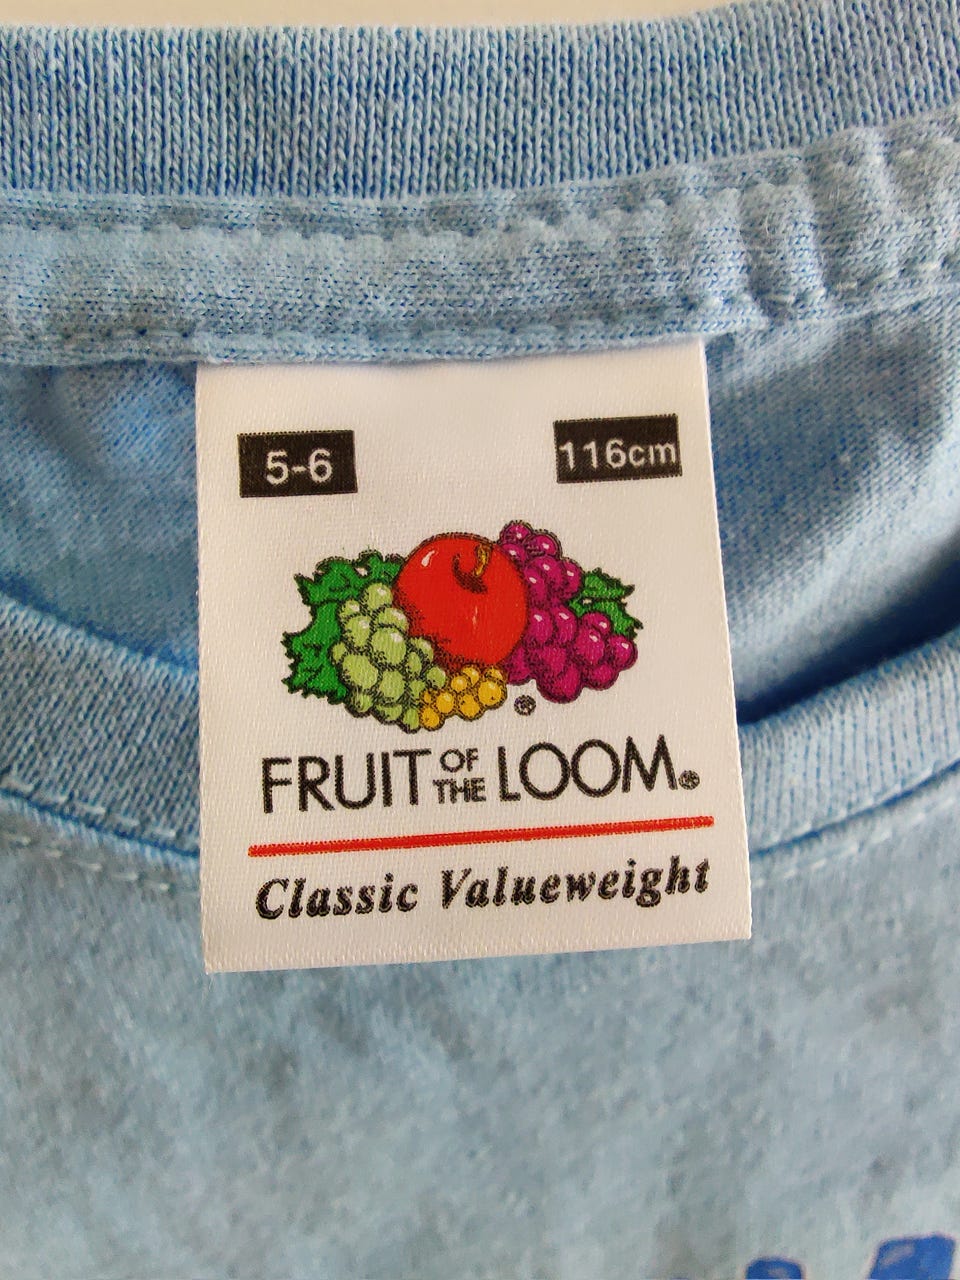 5-6 116cm
®
FRUIT OF THE LOOM®
Classic Valueweight